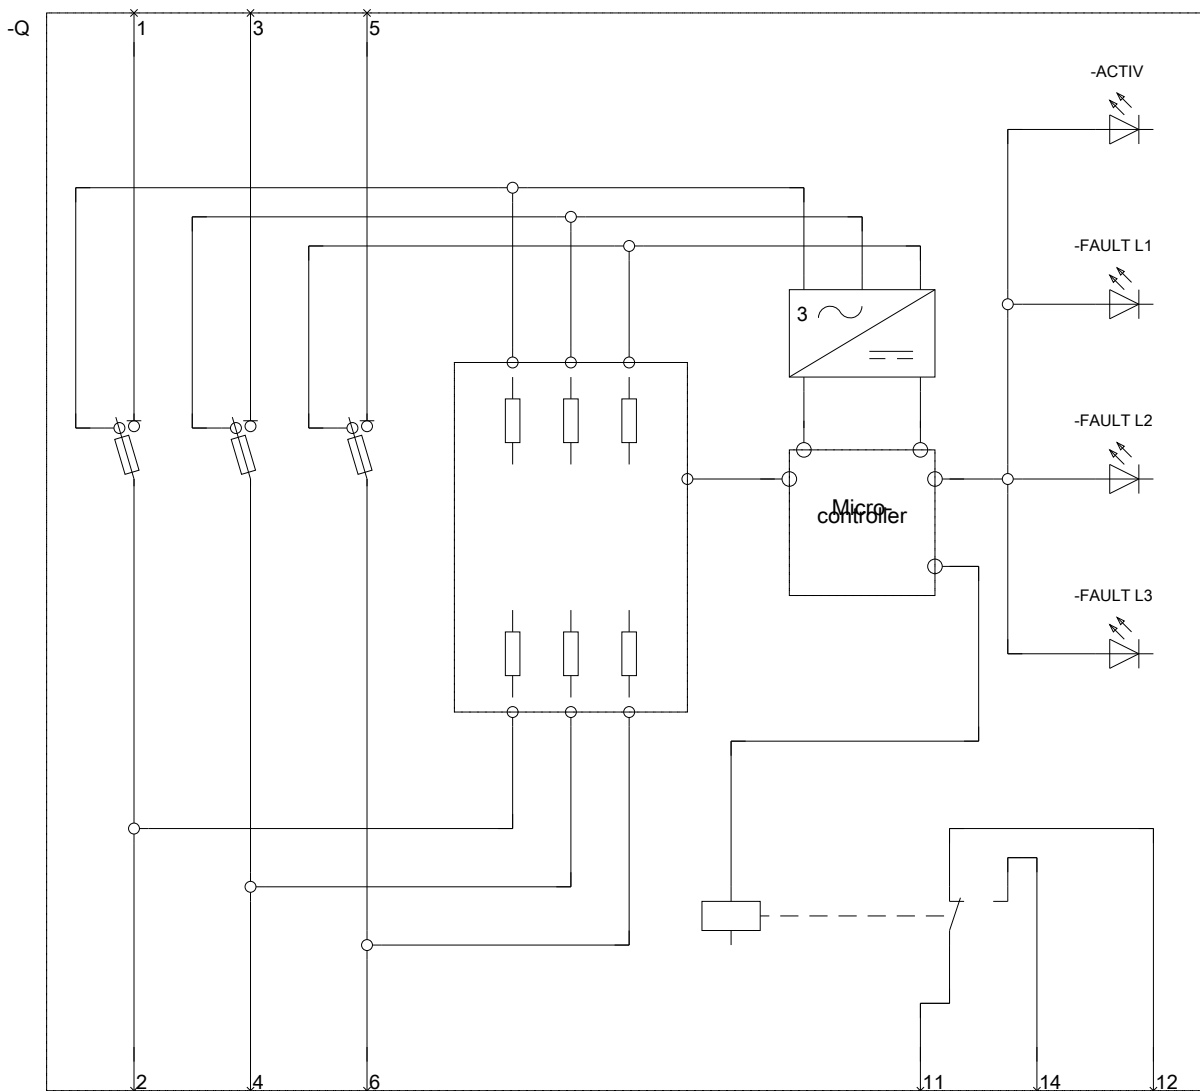 -Q
1
3
5
-ACTIV
-FAULT L1
3
-FAULT L2
Micro-
controller
-FAULT L3
2
4
6
11
14
12